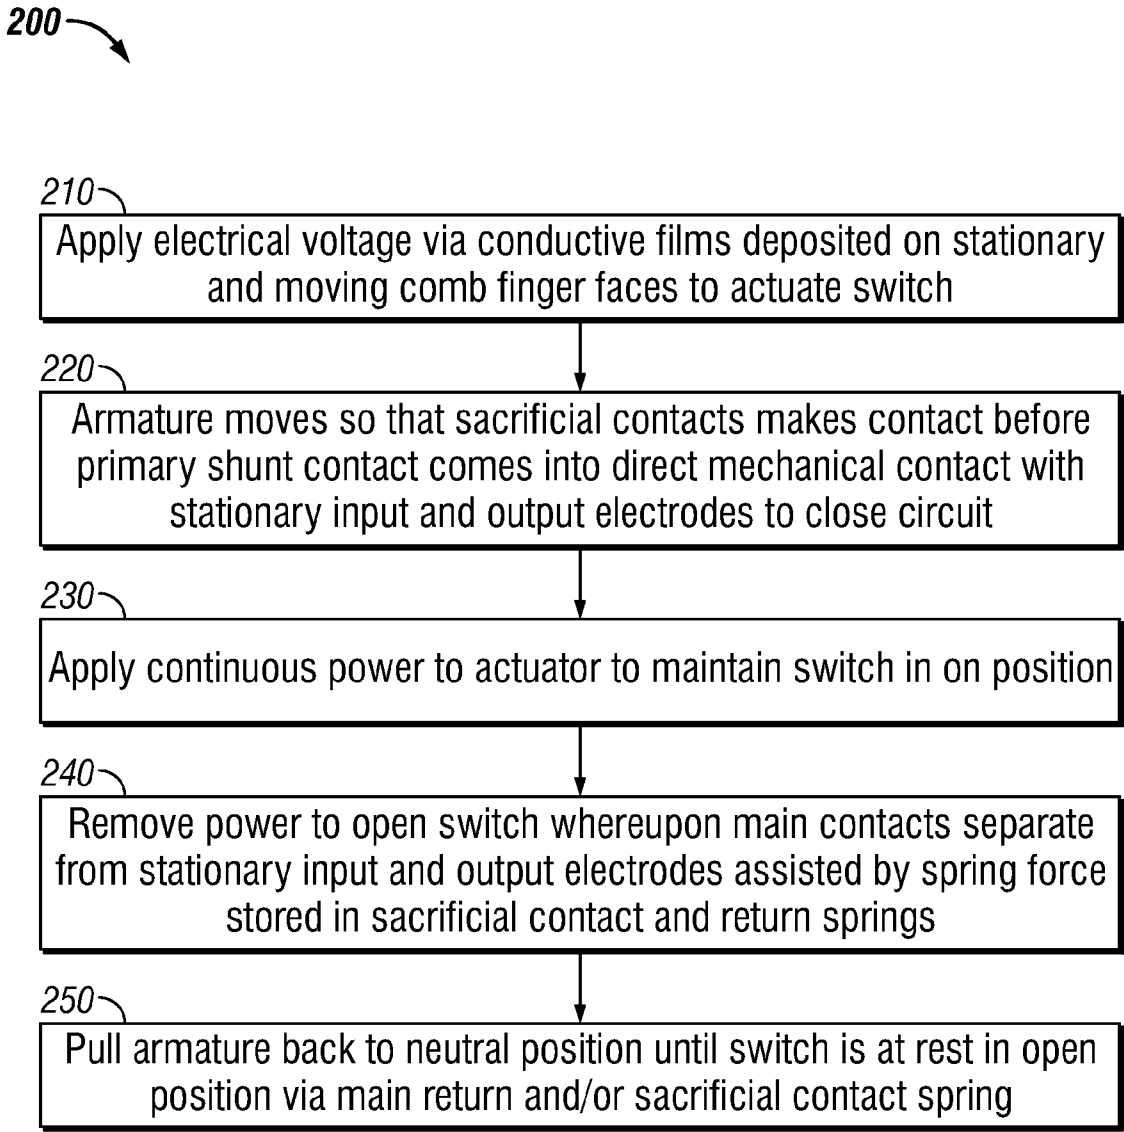 200
210
Apply electrical voltage via conductive films deposited on stationary
and moving comb finger faces to actuate switch
220
Armature moves so that sacrificial contacts makes contact before
primary shunt contact comes into direct mechanical contact with
stationary input and output electrodes to close circuit
230
Apply continuous power to actuator to maintain switch in on position
240
Remove power to open switch whereupon main contacts separate
from stationary input and output electrodes assisted by spring force
stored in sacrificial contact and return springs
250
Pull armature back to neutral position until switch is at rest in open
position via main return and/or sacrificial contact spring